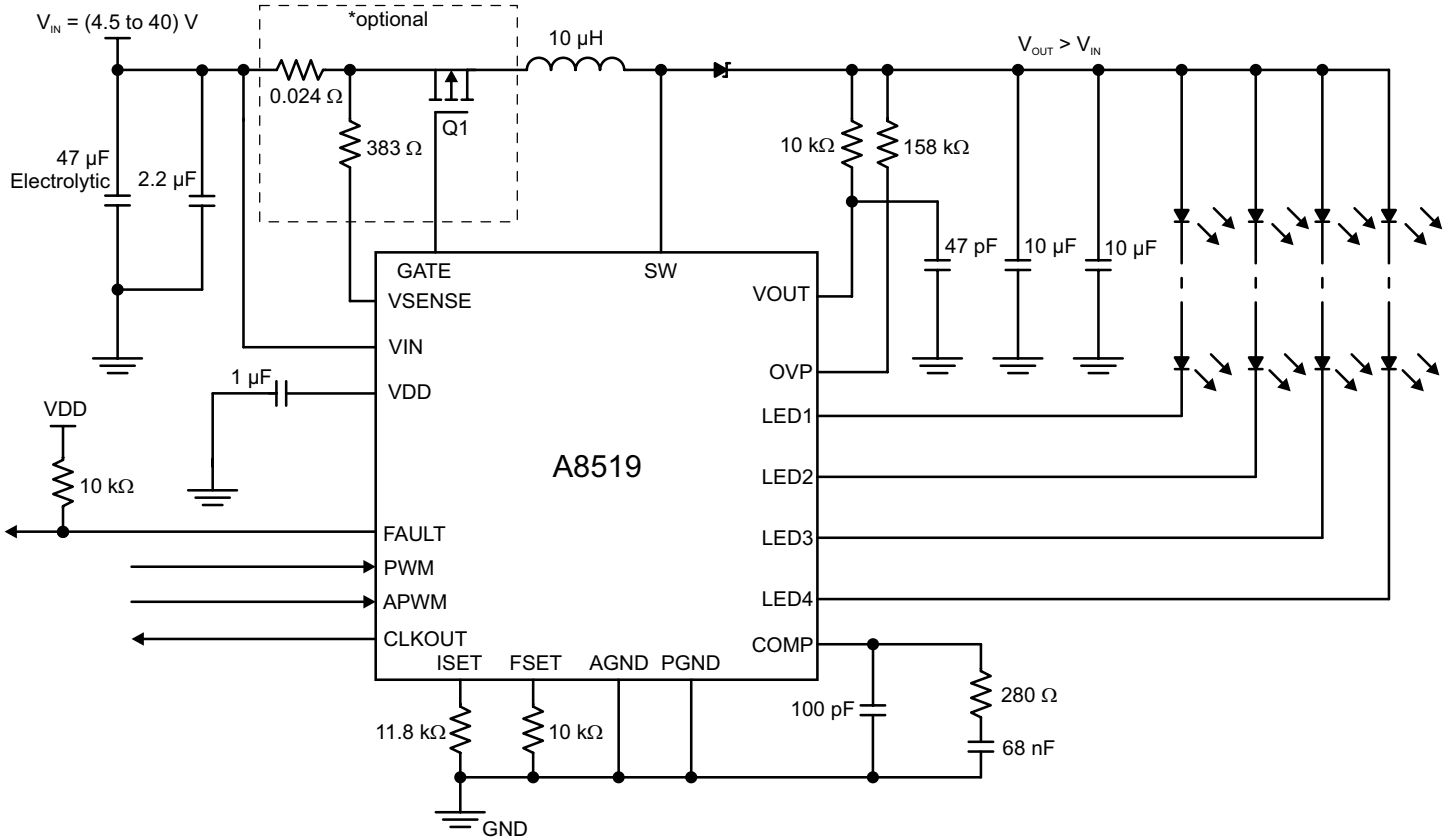 V_IN = (4.5 to 40) V
*optional
10 µH
V_OUT > V_IN
0.024 Ω
Q1
383 Ω
10 kΩ
158 kΩ
47 µF
Electrolytic
2.2 µF
47 pF
10 µF
10 µF
GATE
SW
VSENSE
VOUT
VIN
OVP
1 µF
VDD
VDD
LED1
A8519
10 kΩ
LED2
FAULT
LED3
PWM
APWM
LED4
CLKOUT
COMP
ISET
FSET
AGND
PGND
280 Ω
100 pF
11.8 kΩ
10 kΩ
68 nF
GND